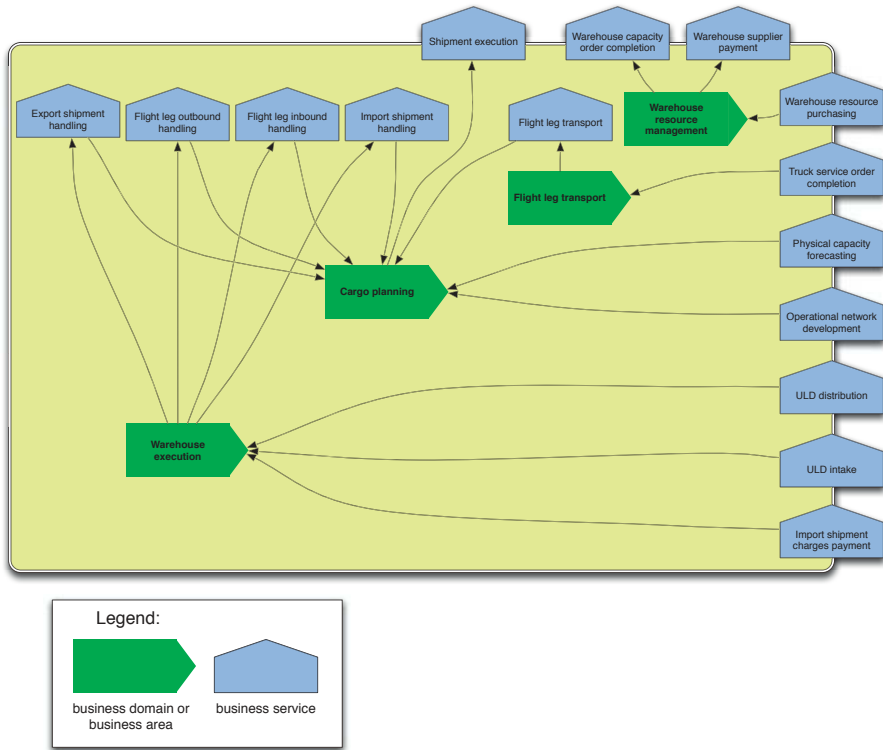 Shipment execution
Warehouse capacity
order completion
Warehouse supplier
payment
Export shipment
handling
Flight leg outbound
handling
Flight leg inbound
handling
Import shipment
handling
Flight leg transport
Warehouse
resource
management
Warehouse resource
purchasing
Flight leg transport
Truck service order
completion
Cargo planning
Physical capacity
forecasting
Operational network
development
ULD distribution
Warehouse
execution
ULD intake
Import shipment
charges payment
Legend:
business domain or
business area
business service